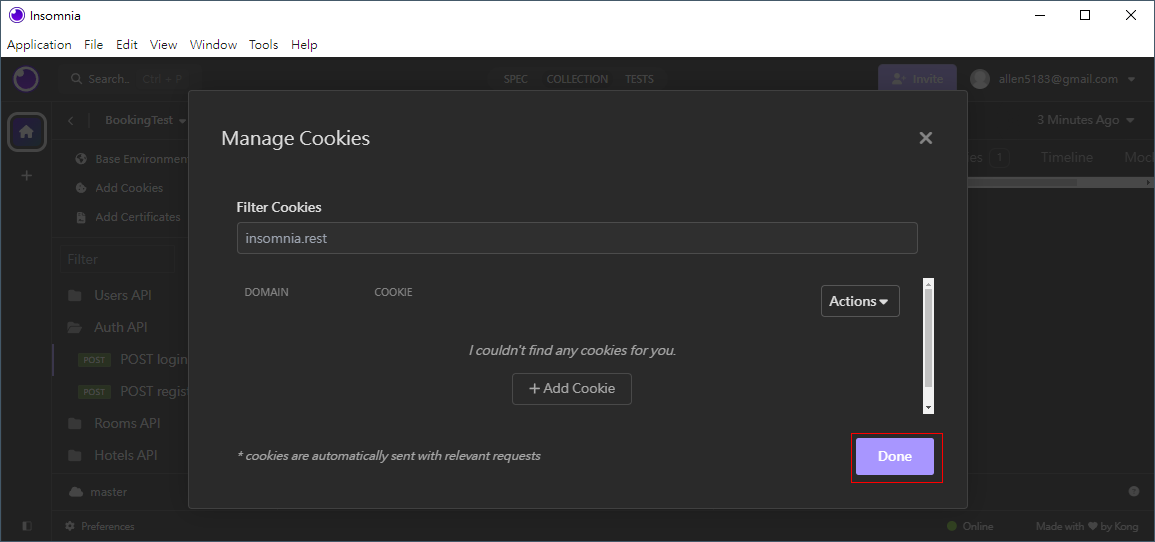 Insomnia
Application File Edit View Window Tools Help
Search.. Ctrl + P SPEC COLLECTION TESTS Invite allen5183@gmail.com
BookingTest 3 Minutes Ago
Manage Cookies
Base Environmen es 1 Timeline Moc
Add Cookies
Add Certificates
Filter Cookies
insomnia.rest
Filter
DOMAIN COOKIE Actions
Users API
Auth API
I couldn't find any cookies for you.
POST POST login
Add Cookie
POST POST regis
Rooms API
Hotels API
* cookies are automatically sent with relevant requests Done
master
Preferences Online Made with by Kong